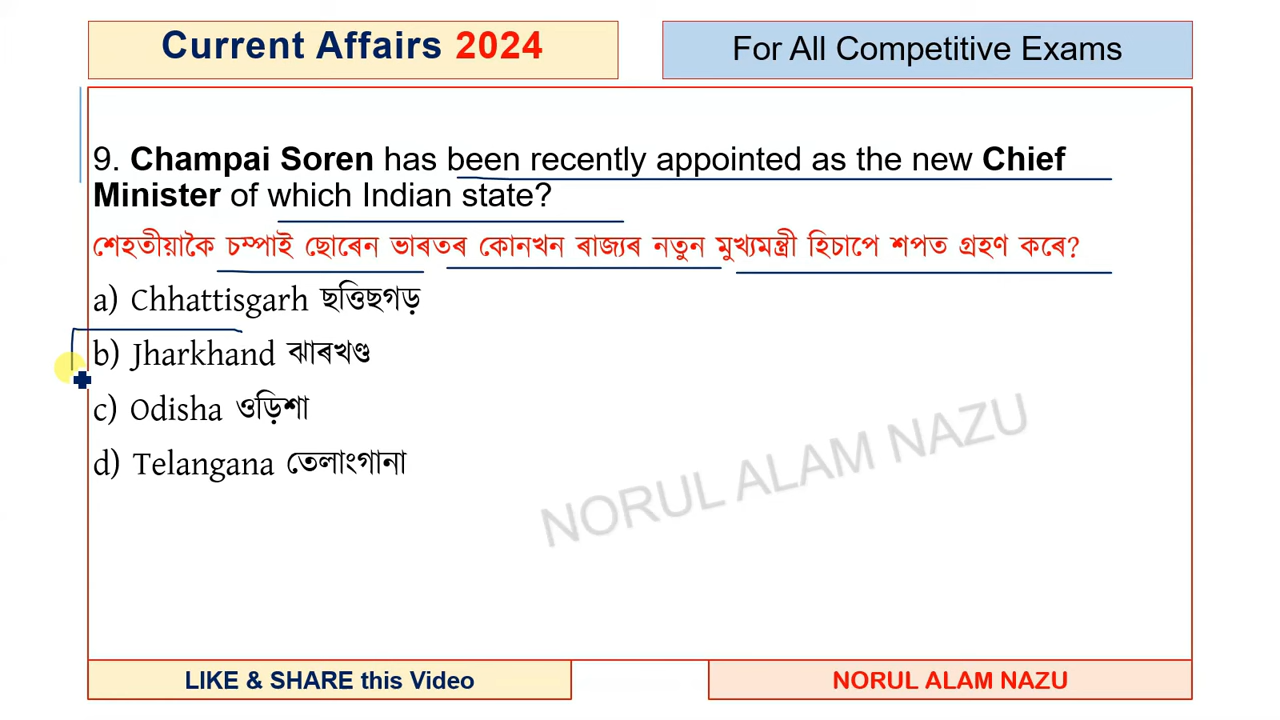 Current Affairs 2024
For All Competitive Exams
9. Champai Soren has been recently appointed as the new Chief
Minister of which Indian state?
শেহতীয়াকৈ চম্পাই ছোৰেন ভাৰতৰ কোনখন ৰাজ্যৰ নতুন মুখ্যমন্ত্ৰী হিচাপে শপত গ্ৰহণ কৰে?
a) Chhattisgarh ছত্তিছগড়
b) Jharkhand ঝাৰখণ্ড
c) Odisha ওড়িশা
d) Telangana তেলাংগানা
NORUL ALAM NAZU
LIKE & SHARE this Video
NORUL ALAM NAZU